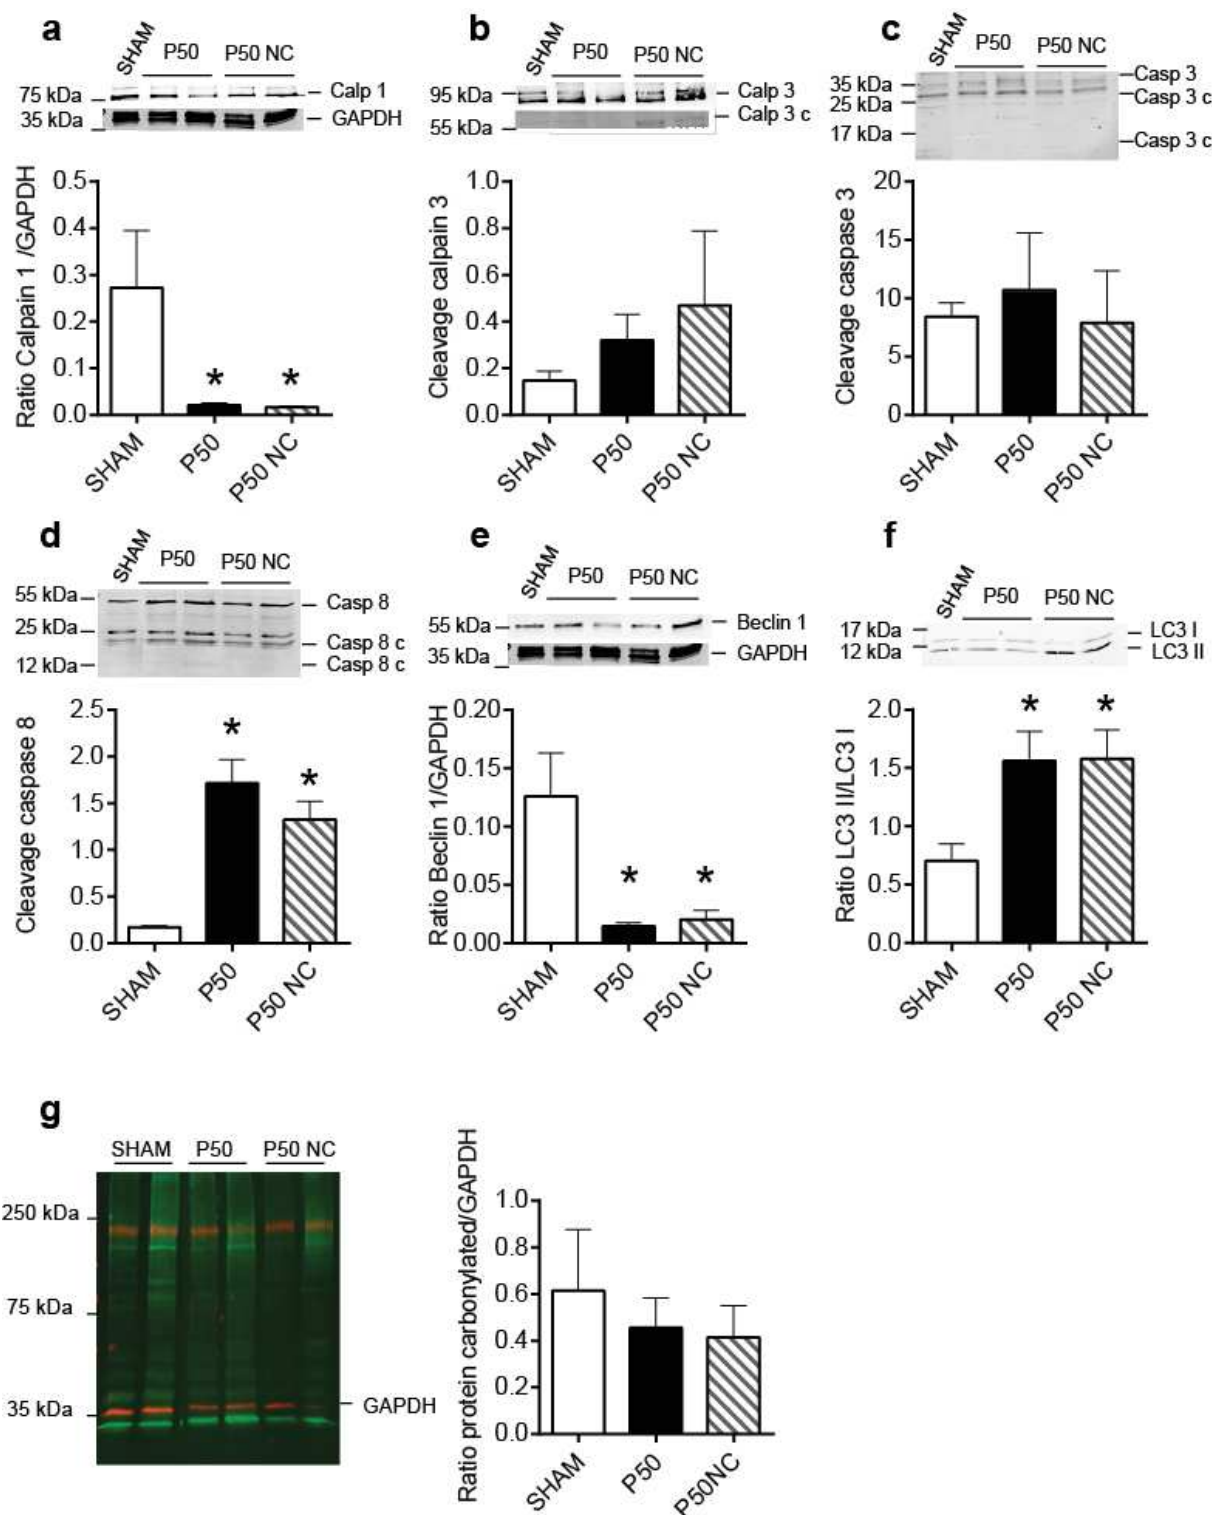 a
SHAM P50 P50 NC
75 kDa Calp 1
35 kDa GAPDH
Ratio Calpain 1 /GAPDH
0.5
0.4
0.3
0.2
0.1
0.0
* *
SHAM P50 P50 NC
b
SHAM P50 P50 NC
95 kDa Calp 3
55 kDa Calp 3 c
Cleavage calpain 3
1.0
0.8
0.6
0.4
0.2
0.0
SHAM P50 P50 NC
c
SHAM P50 P50 NC
35 kDa Casp 3
25 kDa Casp 3 c
17 kDa Casp 3 c
Cleavage caspase 3
20
15
10
5
0
SHAM P50 P50 NC
d
SHAM P50 P50 NC
55 kDa Casp 8
25 kDa Casp 8 c
12 kDa Casp 8 c
Cleavage caspase 8
2.5
2.0
1.5
1.0
0.5
0.0
* *
SHAM P50 P50 NC
e
SHAM P50 P50 NC
55 kDa Beclin 1
35 kDa GAPDH
Ratio Beclin 1/GAPDH
0.20
0.15
0.10
0.05
0.00
* *
SHAM P50 P50 NC
f
SHAM P50 P50 NC
17 kDa LC3 I
12 kDa LC3 II
Ratio LC3 II/LC3 I
2.0
1.5
1.0
0.5
0.0
* *
SHAM P50 P50 NC
g
SHAM P50 P50 NC
250 kDa
75 kDa
35 kDa GAPDH
Ratio protein carbonylated/GAPDH
1.0
0.8
0.6
0.4
0.2
0.0
SHAM P50 P50NC